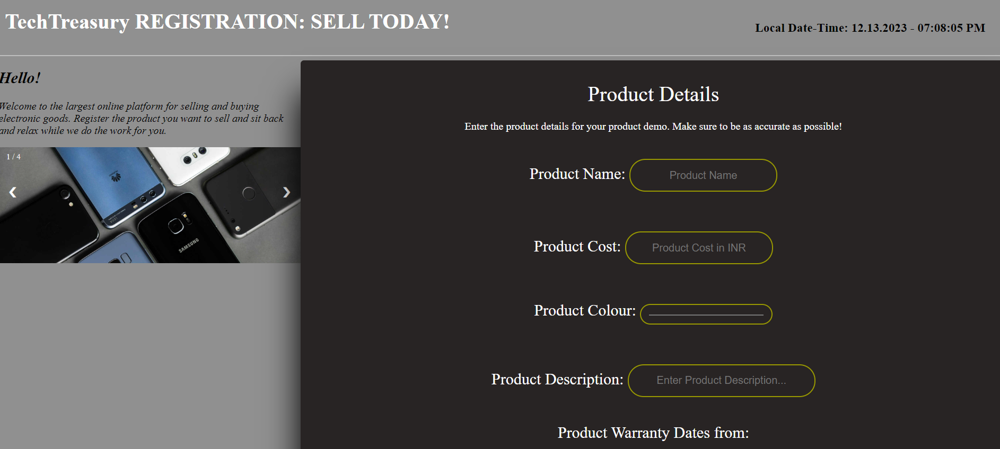 TechTreasury REGISTRATION: SELL TODAY!
Local Date-Time: 12.13.2023 - 07:08:05 PM
Hello!
Welcome to the largest online platform for selling and buying
electronic goods. Register the product you want to sell and sit back
and relax while we do the work for you.
1 / 4
❮
❯
SAMSUNG
Product Details
Enter the product details for your product demo. Make sure to be as accurate as possible!
Product Name: Product Name
Product Cost: Product Cost in INR
Product Colour:
Product Description: Enter Product Description...
Product Warranty Dates from: